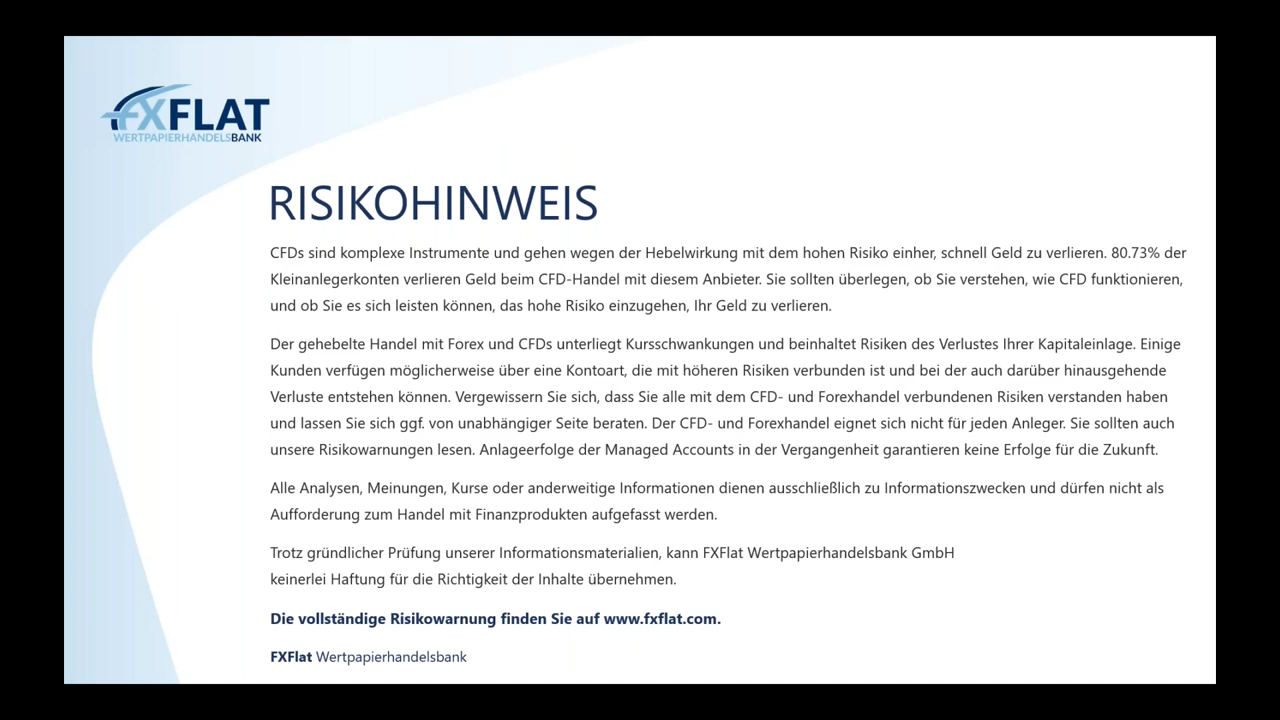 FXFLAT
WERTPAPIERHANDELSBANK
RISIKOHINWEIS
CFDs sind komplexe Instrumente und gehen wegen der Hebelwirkung mit dem hohen Risiko einher, schnell Geld zu verlieren. 80.73% der
Kleinanlegerkonten verlieren Geld beim CFD-Handel mit diesem Anbieter. Sie sollten überlegen, ob Sie verstehen, wie CFD funktionieren,
und ob Sie es sich leisten können, das hohe Risiko einzugehen, Ihr Geld zu verlieren.
Der gehebelte Handel mit Forex und CFDs unterliegt Kursschwankungen und beinhaltet Risiken des Verlustes Ihrer Kapitaleinlage. Einige
Kunden verfügen möglicherweise über eine Kontoart, die mit höheren Risiken verbunden ist und bei der auch darüber hinausgehende
Verluste entstehen können. Vergewissern Sie sich, dass Sie alle mit dem CFD- und Forexhandel verbundenen Risiken verstanden haben
und lassen Sie sich ggf. von unabhängiger Seite beraten. Der CFD- und Forexhandel eignet sich nicht für jeden Anleger. Sie sollten auch
unsere Risikowarnungen lesen. Anlageerfolge der Managed Accounts in der Vergangenheit garantieren keine Erfolge für die Zukunft.
Alle Analysen, Meinungen, Kurse oder anderweitige Informationen dienen ausschließlich zu Informationszwecken und dürfen nicht als
Aufforderung zum Handel mit Finanzprodukten aufgefasst werden.
Trotz gründlicher Prüfung unserer Informationsmaterialien, kann FXFlat Wertpapierhandelsbank GmbH
keinerlei Haftung für die Richtigkeit der Inhalte übernehmen.
Die vollständige Risikowarnung finden Sie auf www.fxflat.com.
FXFlat Wertpapierhandelsbank